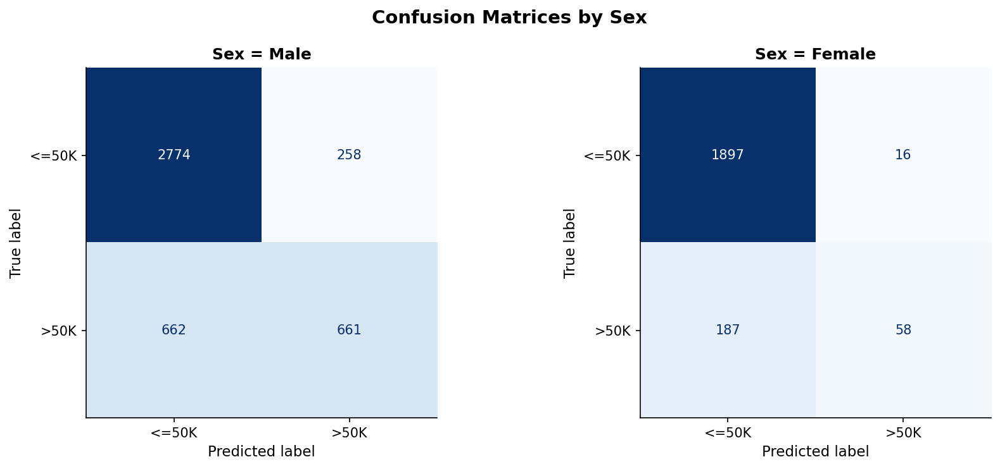 Confusion Matrices by Sex
Sex = Male
True label
<=50K
2774 258
>50K
662 661
<=50K >50K
Predicted label
Sex = Female
True label
<=50K
1897 16
>50K
187 58
<=50K >50K
Predicted label